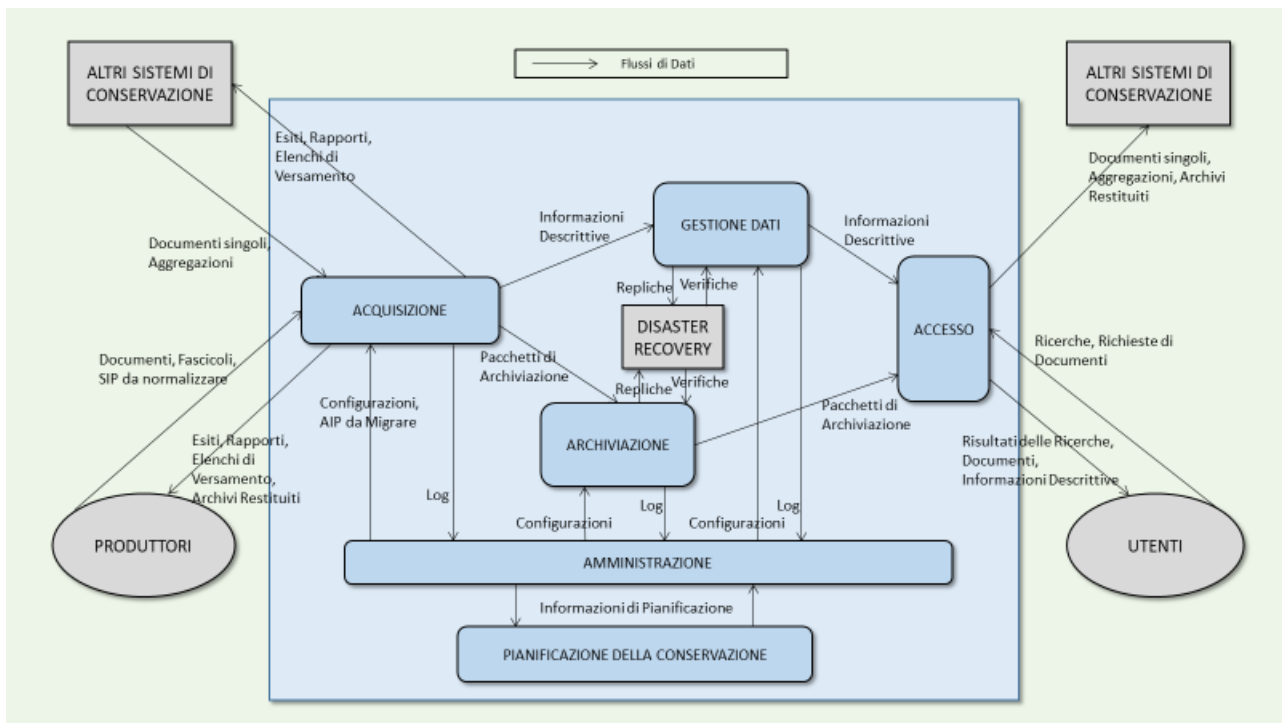 ALTRI SISTEMI DI
CONSERVAZIONE
Flussi di Dati
ALTRI SISTEMI DI
CONSERVAZIONE
Esiti, Rapporti,
Elenchi di
Versamento
Documenti singoli,
Aggregazioni, Archivi
Restituiti
Informazioni
Descrittive
GESTIONE DATI
Informazioni
Descrittive
Documenti singoli,
Aggregazioni
Repliche
Verifiche
ACQUISIZIONE
DISASTER
RECOVERY
ACCESSO
Ricerche, Richieste di
Documenti
Documenti, Fascicoli,
SIP da normalizzare
Pacchetti di
Archiviazione
Repliche
Verifiche
Configurazioni,
AIP da Migrare
Pacchetti di
Archiviazione
ARCHIVIAZIONE
Esiti, Rapporti,
Elenchi di
Versamento,
Archivi Restituiti
Risultati delle Ricerche,
Documenti,
Informazioni Descrittive
Log
Configurazioni
Log
Configurazioni
Log
PRODUTTORI
UTENTI
AMMINISTRAZIONE
Informazioni di Pianificazione
PIANIFICAZIONE DELLA CONSERVAZIONE